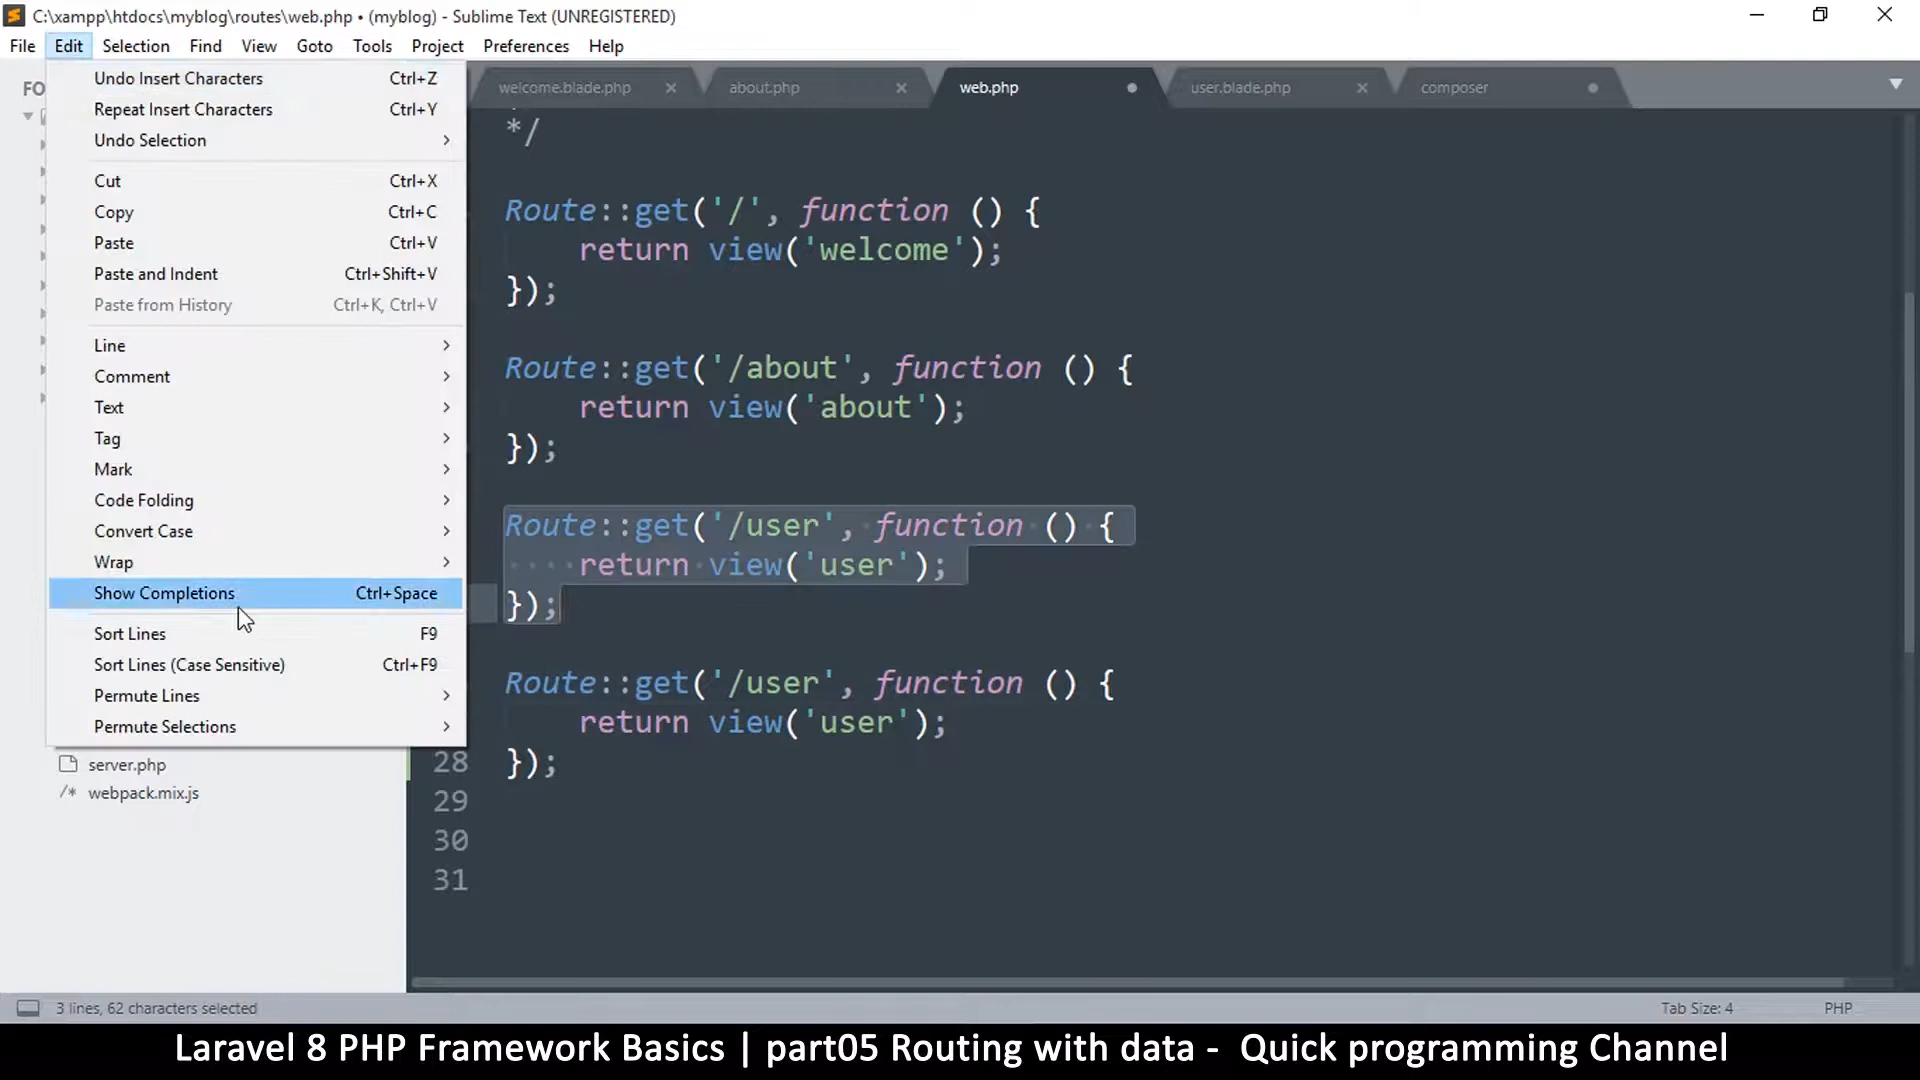 C:\xampp\htdocs\myblog\routes\web.php • (myblog) - Sublime Text (UNREGISTERED)
File Edit Selection Find View Goto Tools Project Preferences Help
FO
Undo Insert Characters Ctrl+Z
Repeat Insert Characters Ctrl+Y
Undo Selection
Cut Ctrl+X
Copy Ctrl+C
Paste Ctrl+V
Paste and Indent Ctrl+Shift+V
Paste from History Ctrl+K, Ctrl+V
Line
Comment
Text
Tag
Mark
Code Folding
Convert Case
Wrap
Show Completions Ctrl+Space
Sort Lines F9
Sort Lines (Case Sensitive) Ctrl+F9
Permute Lines
Permute Selections
server.php
/* webpack.mix.js
welcome.blade.php about.php web.php user.blade.php composer
*/
Route::get('/', function () {
return view('welcome');
});
Route::get('/about', function () {
return view('about');
});
Route::get('/user', function () {
return view('user');
});
Route::get('/user', function () {
return view('user');
28 });
29
30
31
3 lines, 62 characters selected
Tab Size: 4 PHP
Laravel 8 PHP Framework Basics | part05 Routing with data - Quick programming Channel